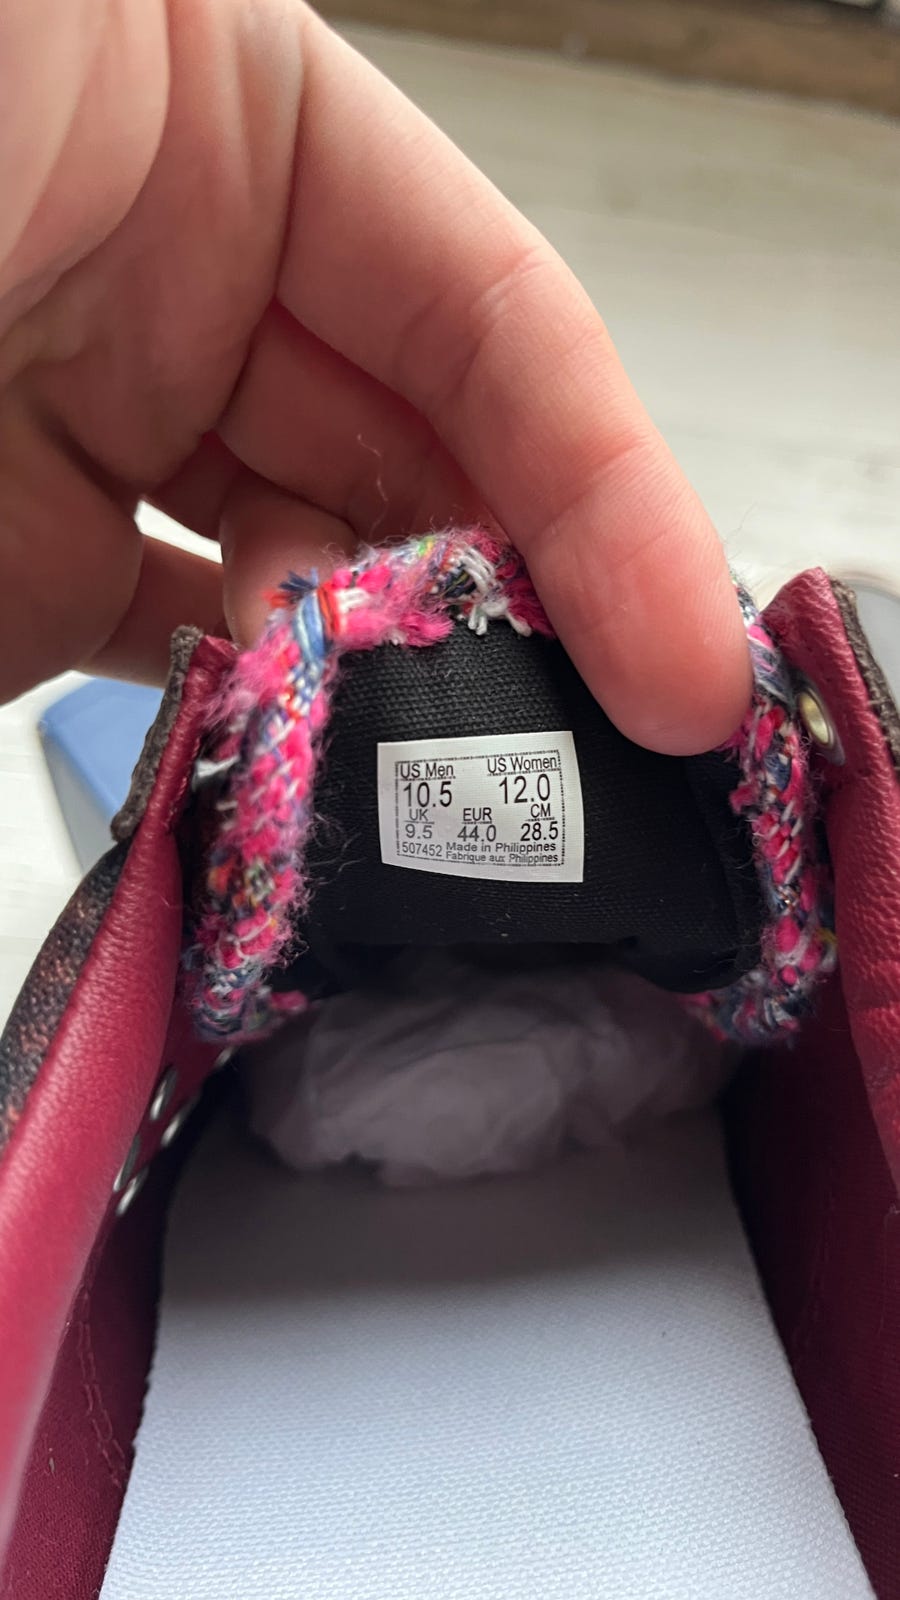 US Men US Women
10.5 12.0
UK EUR CM
9.5 44.0 28.5
507452 Made in Philippines
Fabrique aux Philippines